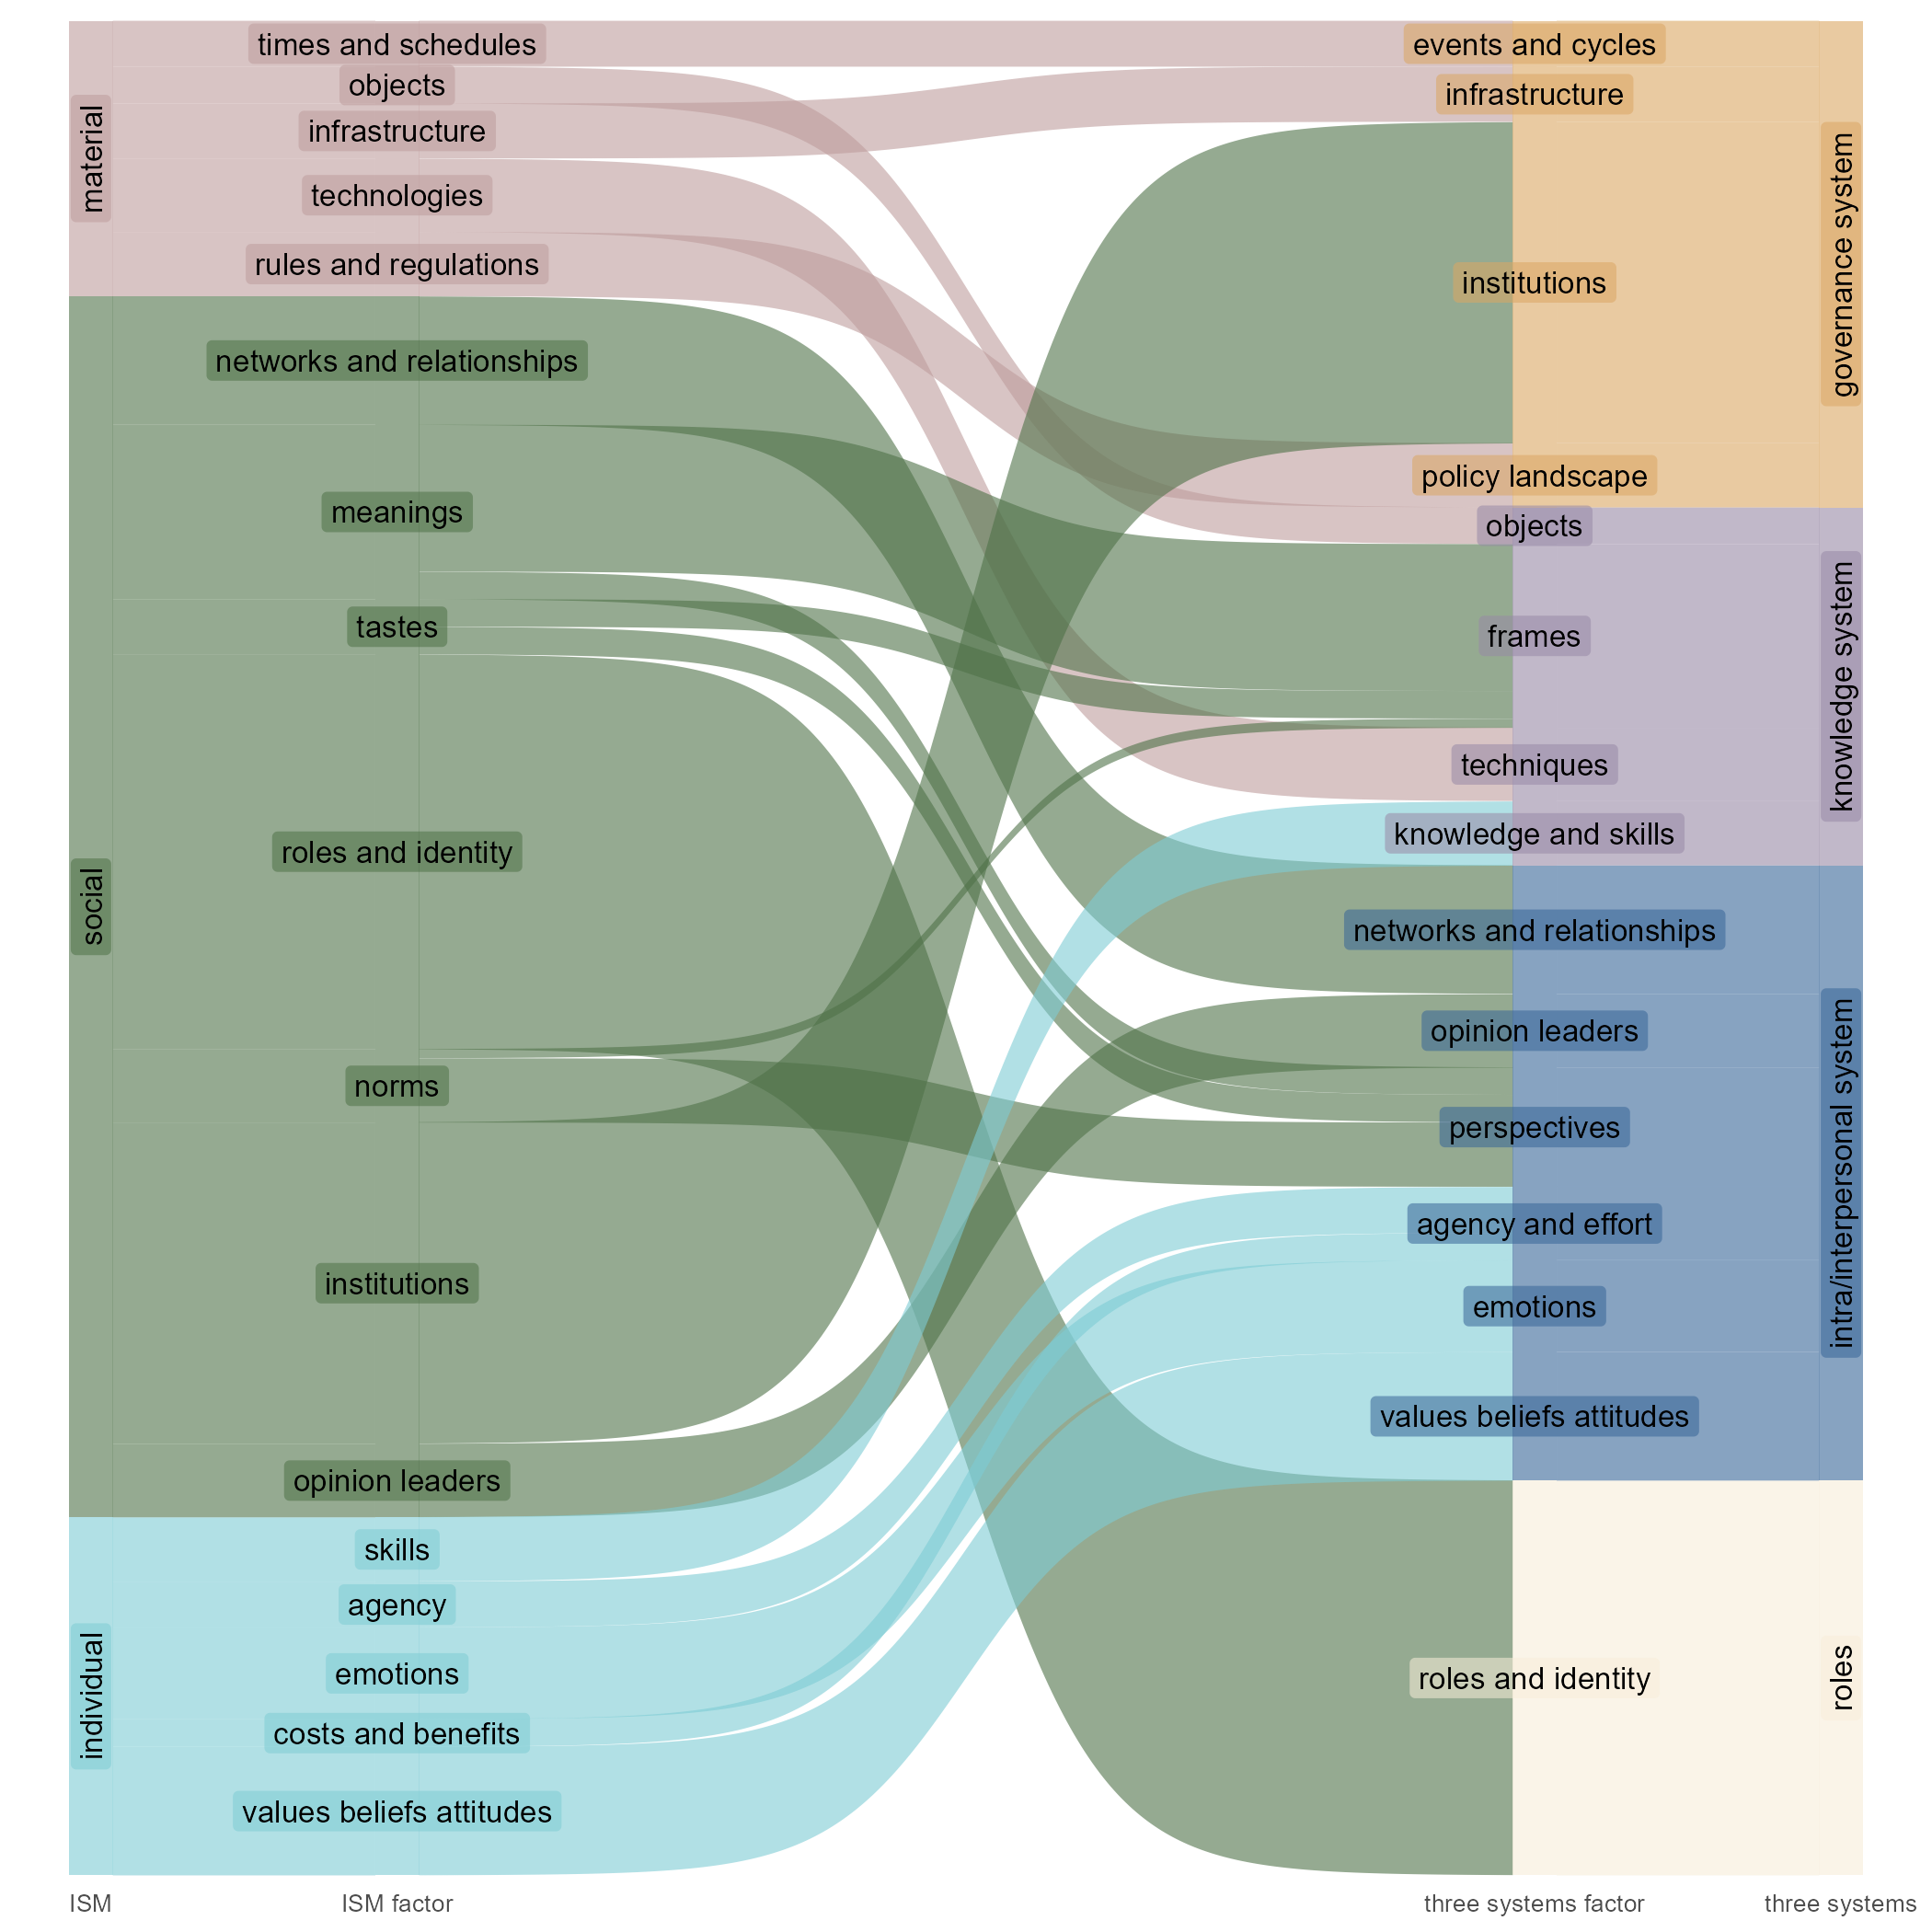 material
times and schedules
objects
infrastructure
technologies
rules and regulations
social
networks and relationships
meanings
tastes
roles and identity
norms
institutions
opinion leaders
individual
skills
agency
emotions
costs and benefits
values beliefs attitudes
events and cycles
infrastructure
institutions
policy landscape
objects
frames
techniques
knowledge and skills
networks and relationships
opinion leaders
perspectives
agency and effort
emotions
values beliefs attitudes
roles and identity
governance system
knowledge system
intra/interpersonal system
roles
ISM
ISM factor
three systems factor
three systems